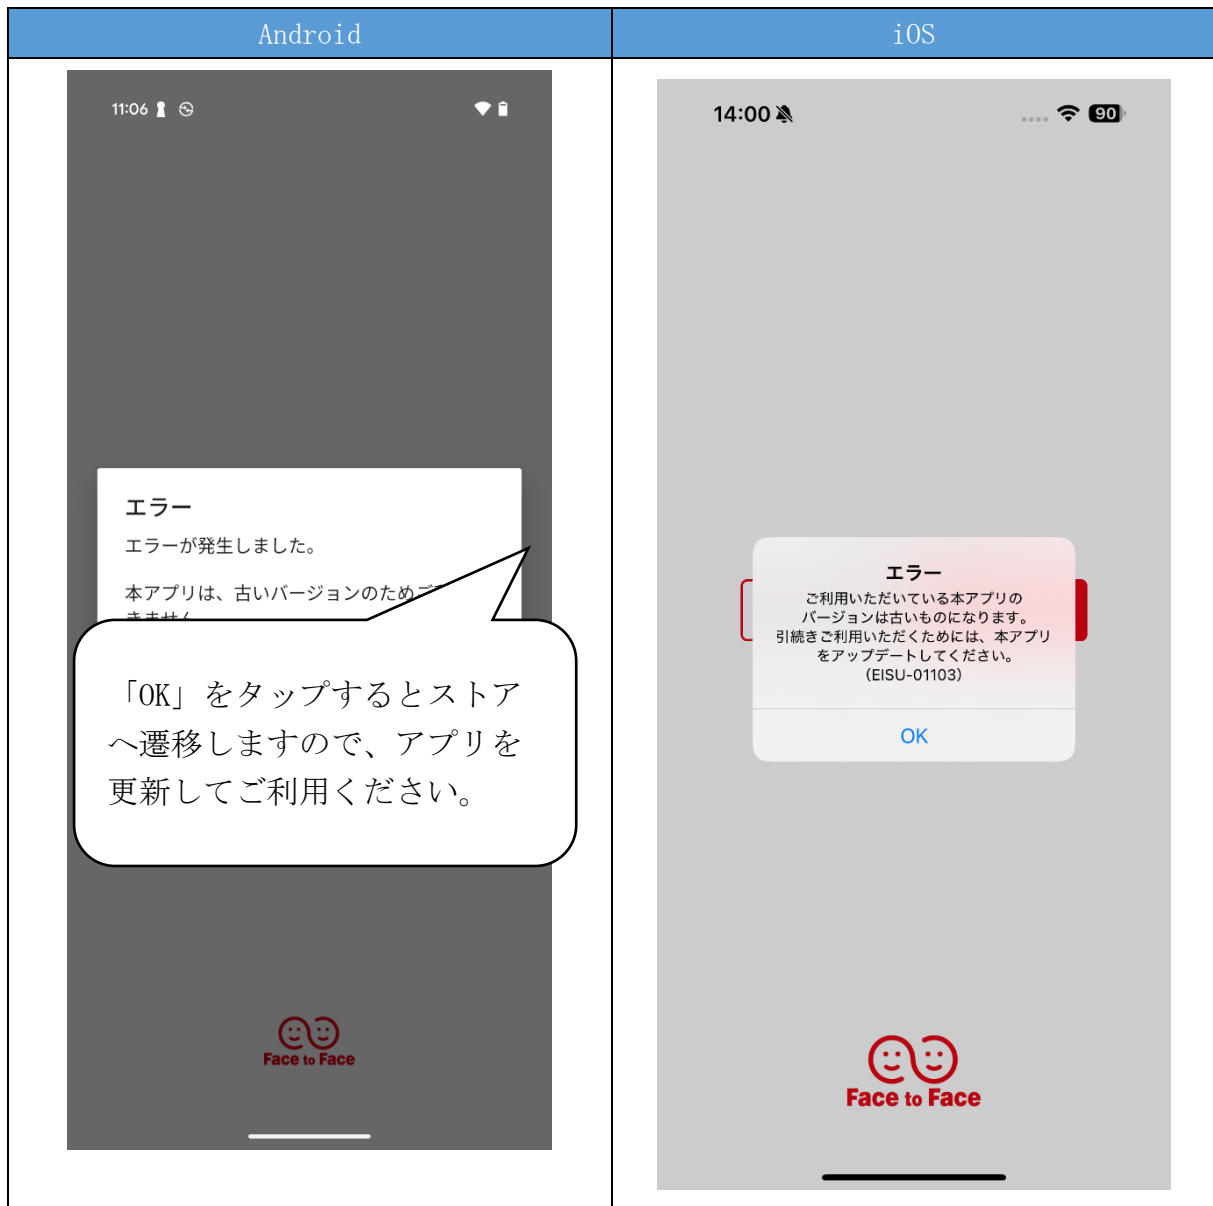 Android
iOS
11:06
エラー
エラーが発生しました。
本アプリは、古いバージョンのため
「OK」をタップするとストア
へ遷移しますので、アプリを
更新してご利用ください。
Face to Face
14:00
90
エラー
ご利用いただいている本アプリの
バージョンは古いものになります。
引続きご利用いただくためには、本アプリ
をアップデートしてください。
(EISU-01103)
OK
Face to Face